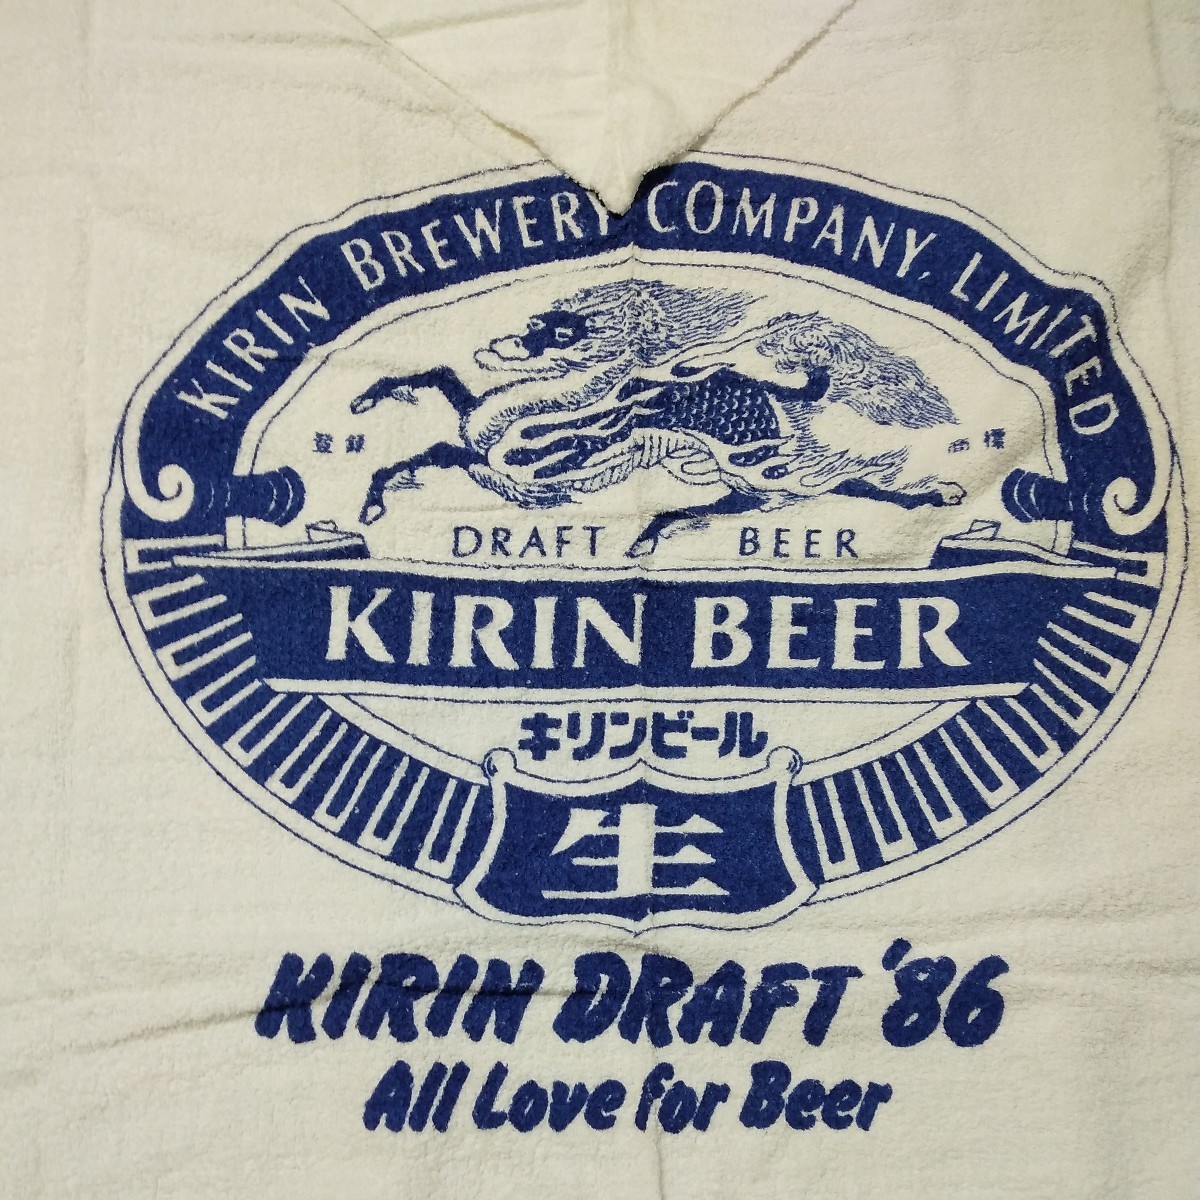 KIRIN BREWERY COMPANY, LIMITED
登録 商標
DRAFT BEER
KIRIN BEER
キリンビール
生
KIRIN DRAFT '86
All Love for Beer